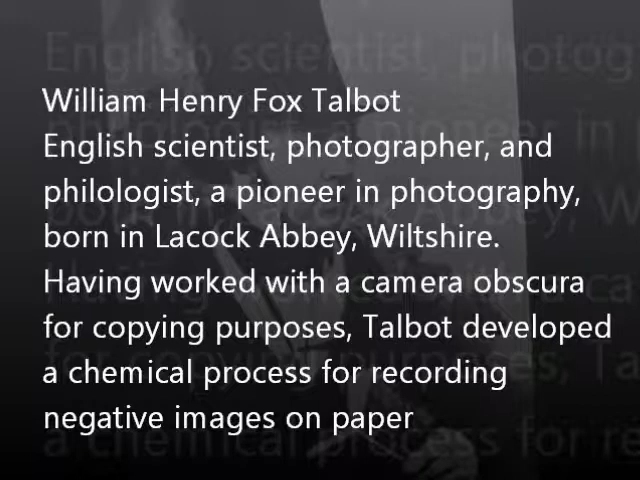 William Henry Fox Talbot
English scientist, photographer, and
philologist, a pioneer in photography,
born in Lacock Abbey, Wiltshire.
Having worked with a camera obscura
for copying purposes, Talbot developed
a chemical process for recording
negative images on paper